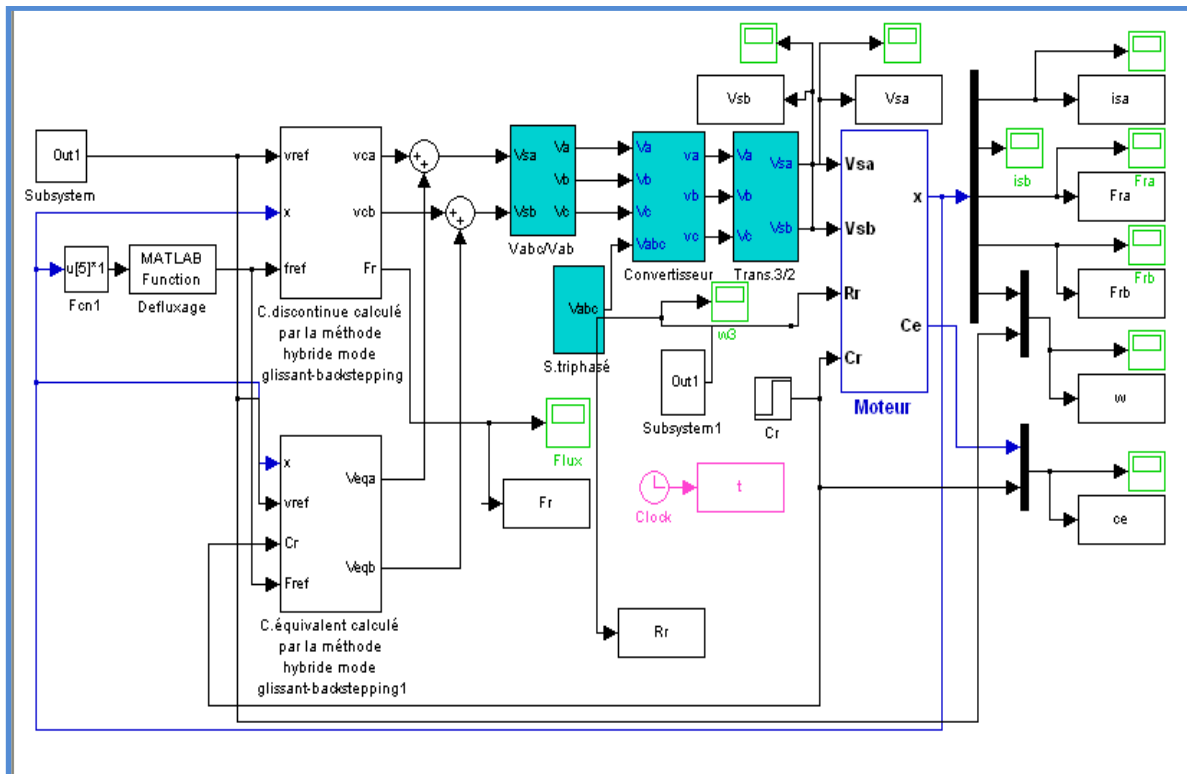 Out1
Subsystem
vref
x
fref
vca
vcb
Fr
C.discontinue calculé
par la méthode
hybride mode
glissant-backstepping
u[5]*1
Fcn1
MATLAB
Function
Defluxage
x
vref
Cr
Fref
Veqa
Veqb
C.équivalent calculé
par la méthode
hybride mode
glissant-backstepping1
+
+
+
+
Vsa
Vsb
Va
Vb
Vc
Vabc/Vab
Va
Vb
Vc
Vabc
va
vb
vc
Convertisseur
Va
Vb
Vc
Vsa
Vsb
Trans.3/2
Vabc
S.triphasé
Vsb
Vsa
w3
Out1
Subsystem1
Cr
Flux
Fr
Clock
t
Rr
Vsa
Vsb
Rr
Cr
x
Ce
Moteur
isa
isb
Fra
Fra
Frb
Frb
w
ce